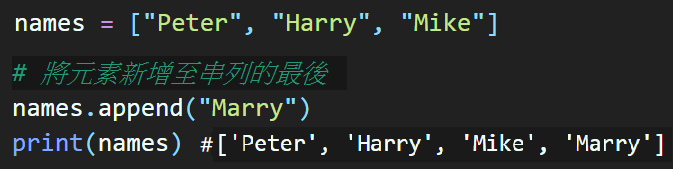 names = ["Peter", "Harry", "Mike"]
# 將元素新增至串列的最後
names.append("Marry")
print(names) #['Peter', 'Harry', 'Mike', 'Marry']